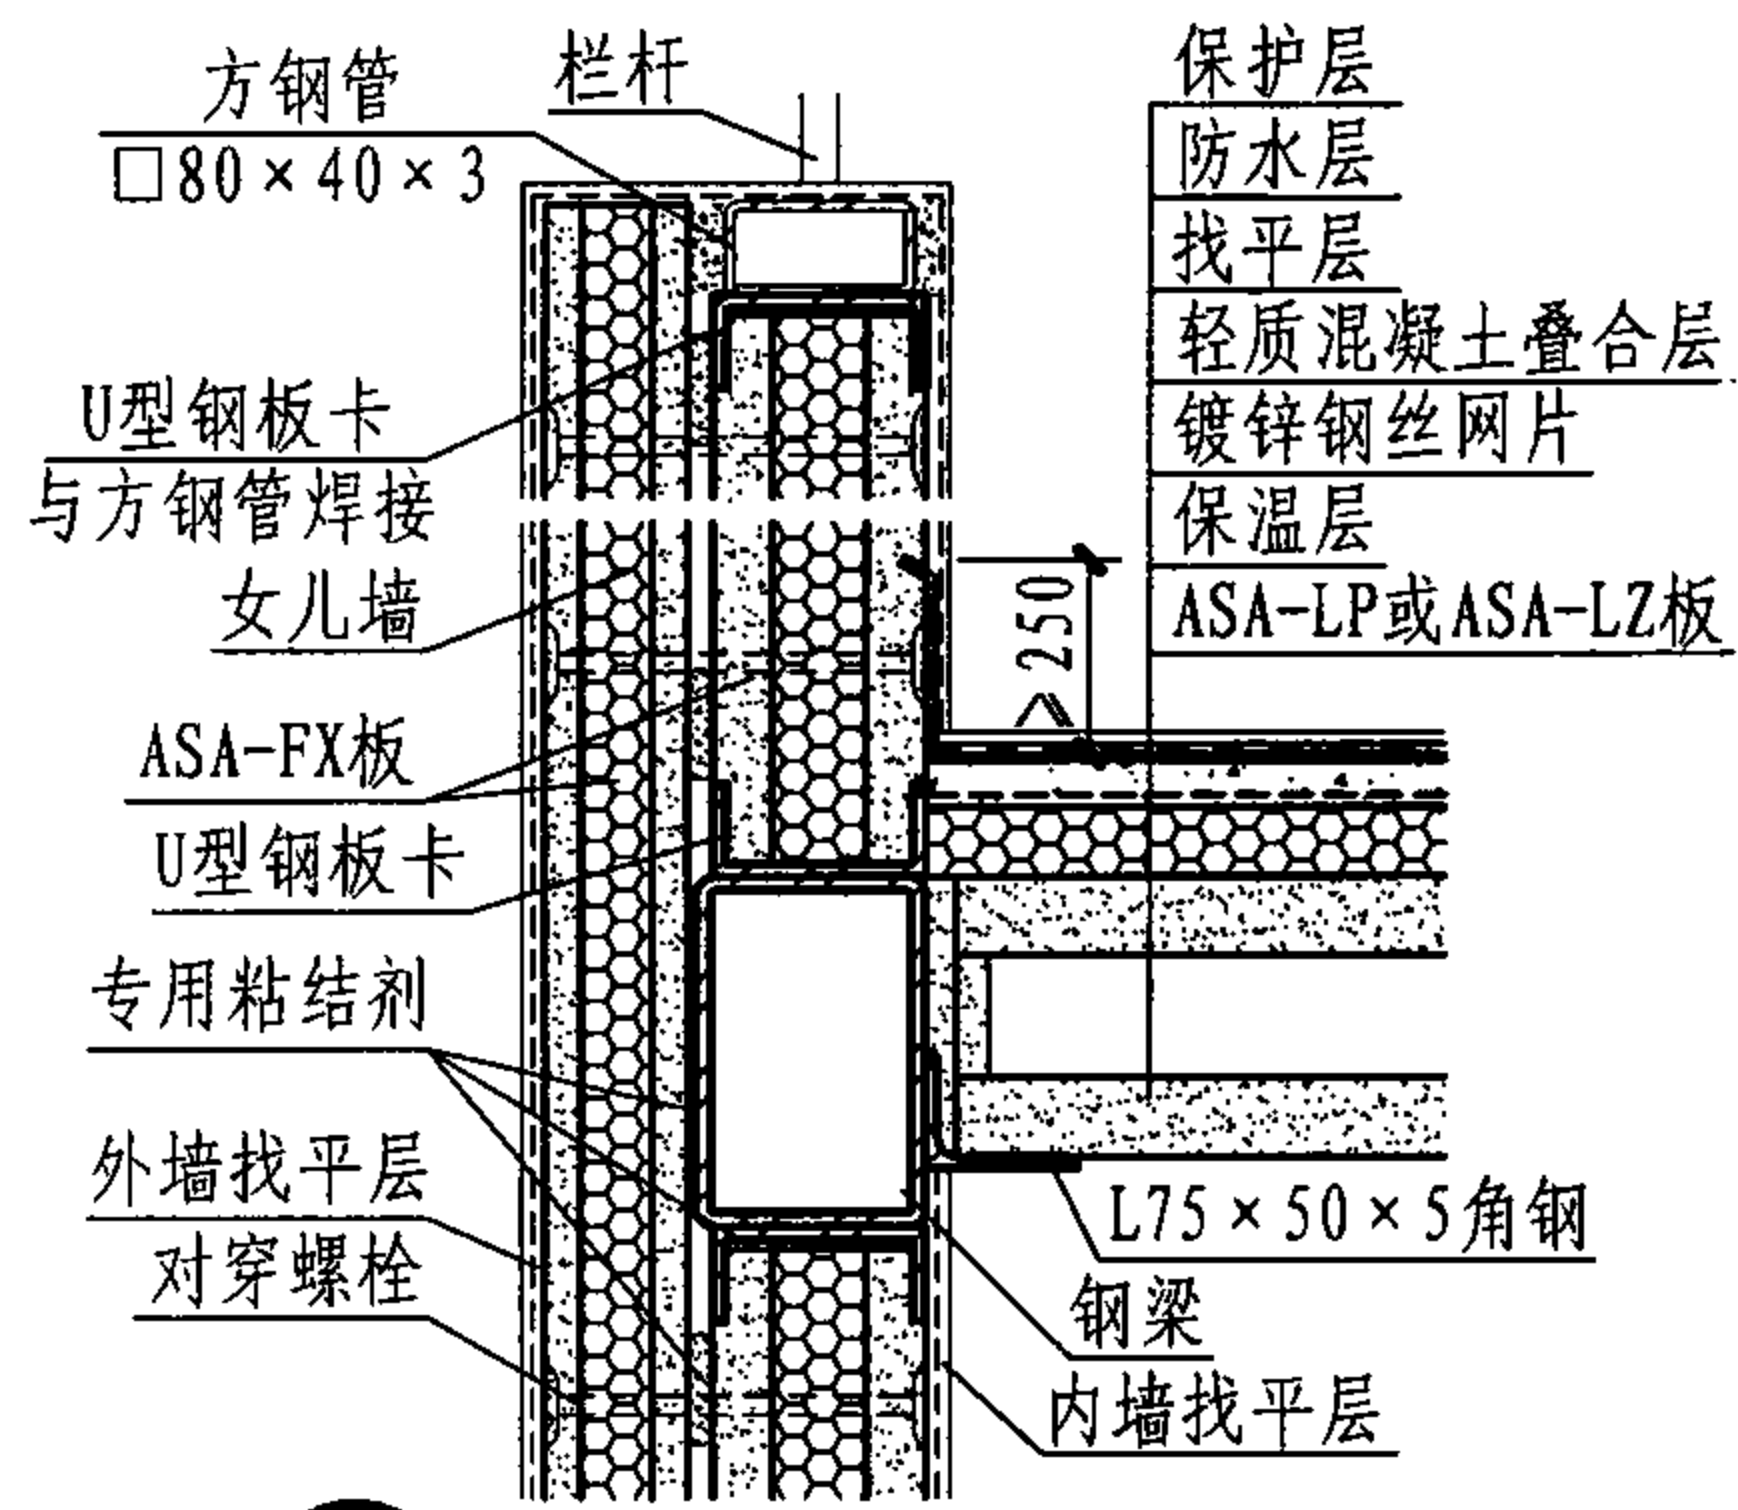 方钢管
□80×40×3
栏杆
U型钢板卡
与方钢管焊接
女儿墙
ASA-FX板
U型钢板卡
专用粘结剂
外墙找平层
对穿螺栓
保护层
防水层
找平层
轻质混凝土叠合层
镀锌钢丝网片
保温层
ASA-LP或ASA-LZ板
≥250
L75×50×5角钢
钢梁
内墙找平层